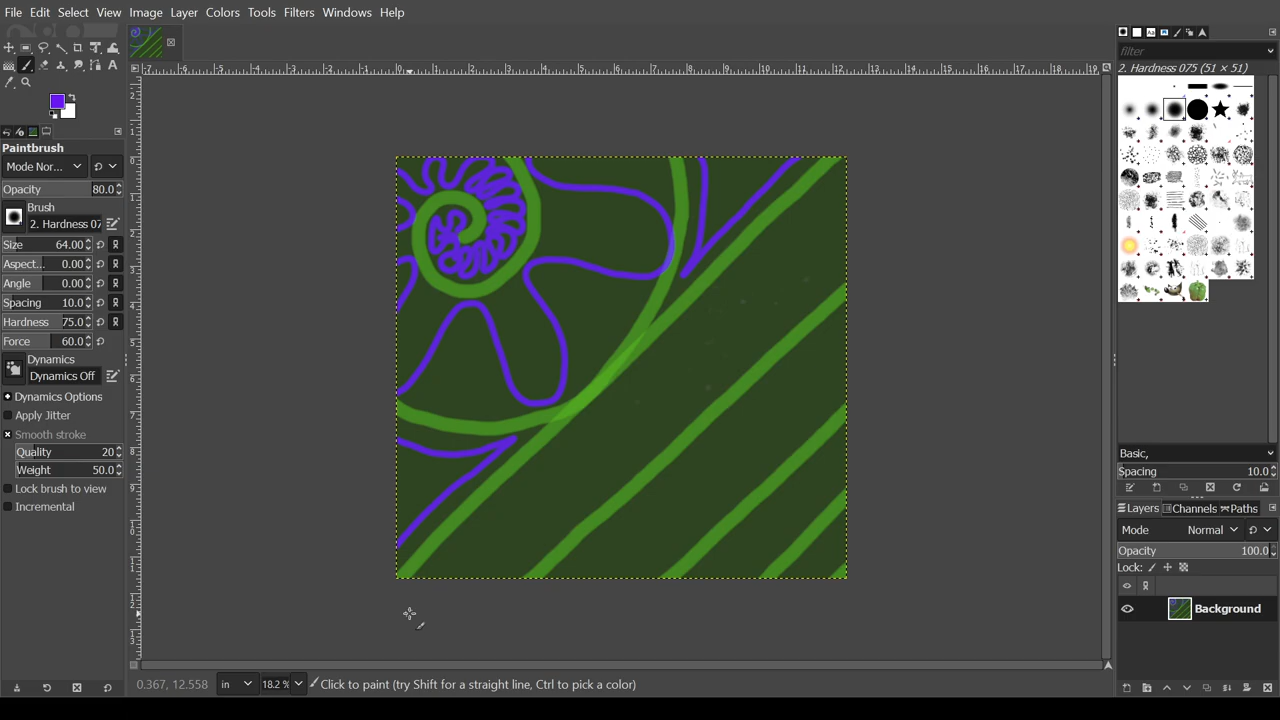 File Edit Select View Image Layer Colors Tools Filters Windows Help
filter
2. Hardness 075 (51 × 51)
Paintbrush
Mode Nor...
Opacity 80.0
Brush
2. Hardness 07
Size 64.00
Aspect... 0.00
Angle 0.00
Spacing 10.0
Hardness 75.0
Force 60.0
Dynamics
Dynamics Off
Dynamics Options
Apply Jitter
Smooth stroke
Quality 20
Weight 50.0
Lock brush to view
Incremental
Basic,
Spacing 10.0
Layers Channels Paths
Mode Normal
Opacity 100.0
Lock:
Background
0.367, 12.558 in 18.2 % Click to paint (try Shift for a straight line, Ctrl to pick a color)